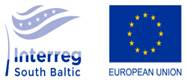 Interreg
South Baltic
EUROPEAN UNION